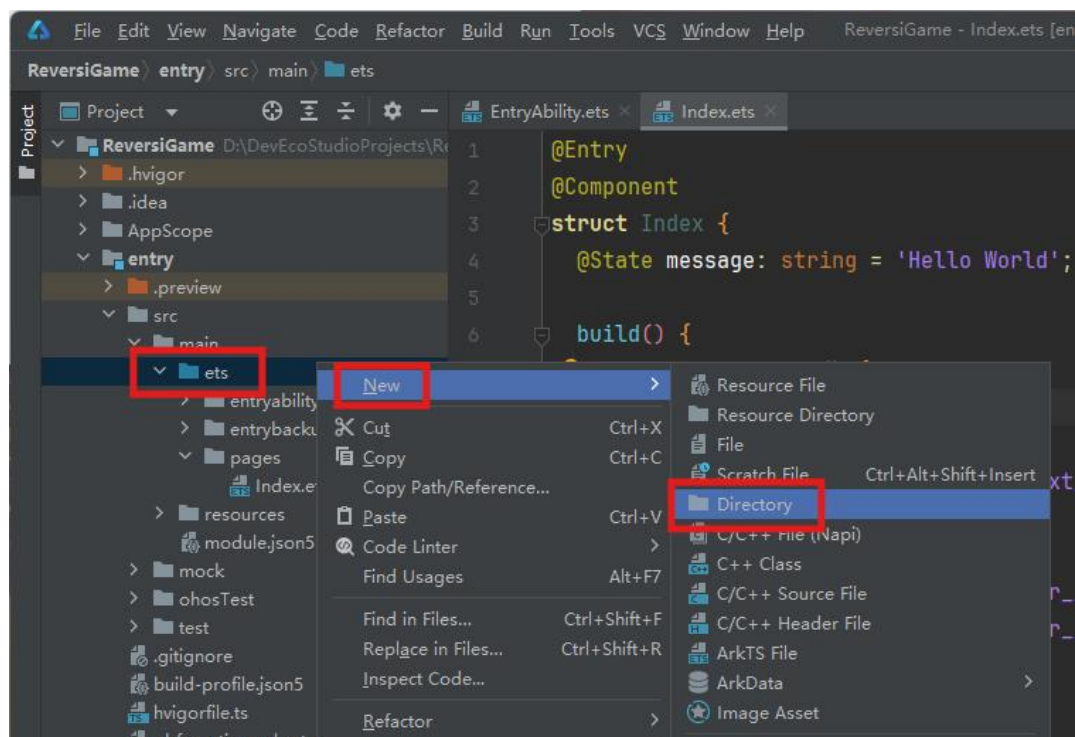 File Edit View Navigate Code Refactor Build Run Tools VCS Window Help ReversiGame - Index.ets [en
ReversiGame 〉 entry 〉 src 〉 main 〉 ets
Project
Project
EntryAbility.ets
Index.ets
ReversiGame D:\DevEcoStudioProjects\Re
.hvigor
.idea
AppScope
entry
.preview
src
main
ets
entryability
entrybacku
pages
Index.e
resources
module.json5
mock
ohosTest
test
.gitignore
build-profile.json5
hvigorfile.ts
1 @Entry
2 @Component
3 struct Index {
4 @State message: string = 'Hello World';
5
6 build() {
New
Cut Ctrl+X
Copy Ctrl+C
Copy Path/Reference...
Paste Ctrl+V
Code Linter
Find Usages Alt+F7
Find in Files... Ctrl+Shift+F
Replace in Files... Ctrl+Shift+R
Inspect Code...
Refactor
Resource File
Resource Directory
File
Scratch File Ctrl+Alt+Shift+Insert
Directory
C/C++ File (Napi)
C++ Class
C/C++ Source File
C/C++ Header File
ArkTS File
ArkData
Image Asset
xt
r_
r_